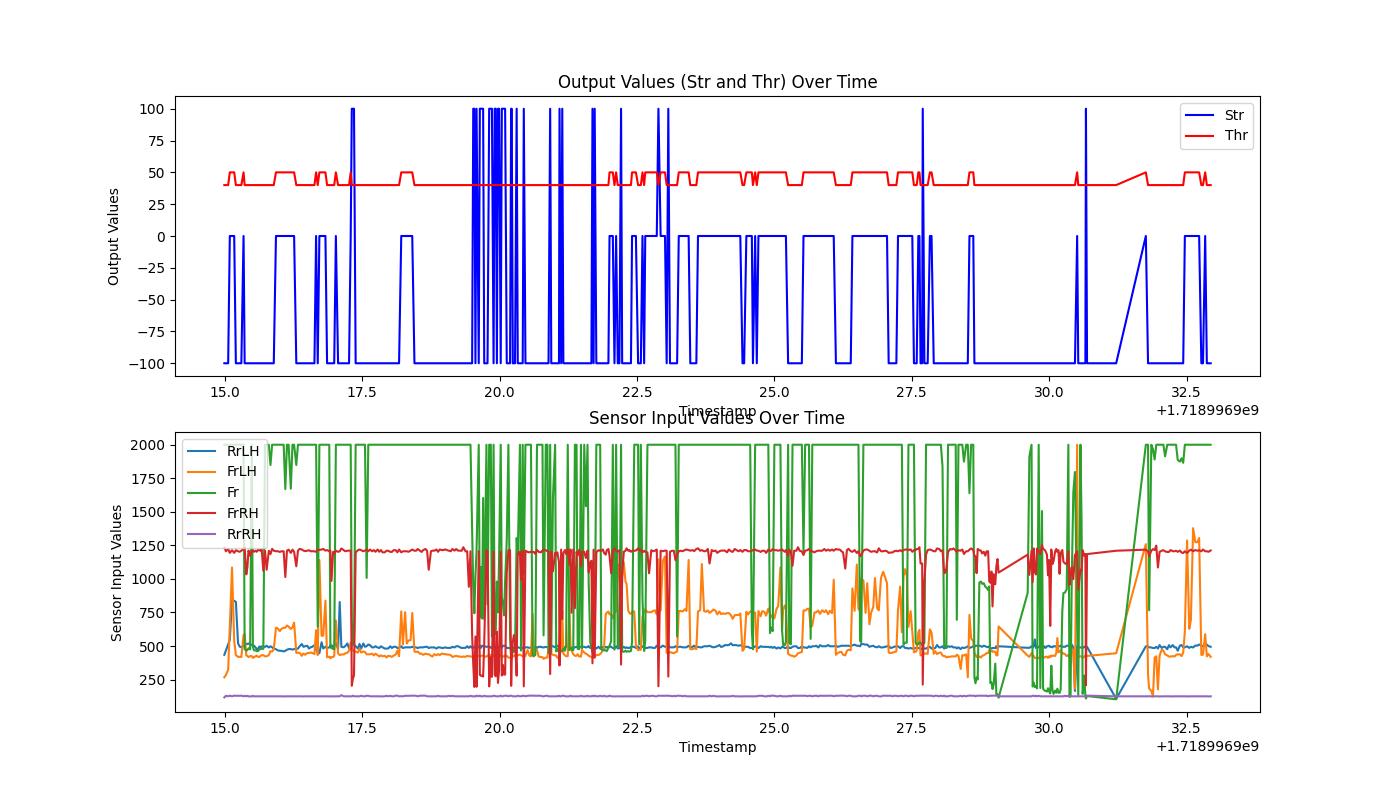 Output Values (Str and Thr) Over Time
Output Values
100
75
50
25
0
−25
−50
−75
−100
Str
Thr
15.0 17.5 20.0 22.5 25.0 27.5 30.0 32.5
Timestamp
+1.7189969e9
Sensor Input Values Over Time
Sensor Input Values
2000
1750
1500
1250
1000
750
500
250
RrLH
FrLH
Fr
FrRH
RrRH
15.0 17.5 20.0 22.5 25.0 27.5 30.0 32.5
Timestamp
+1.7189969e9